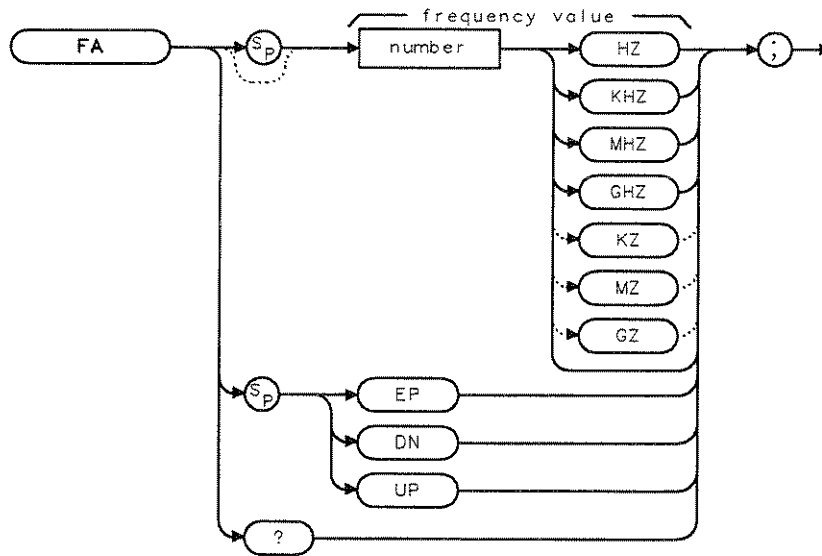 frequency value
FA
SP
number
HZ
;
KHZ
MHZ
GHZ
KZ
MZ
GZ
SP
EP
DN
UP
?